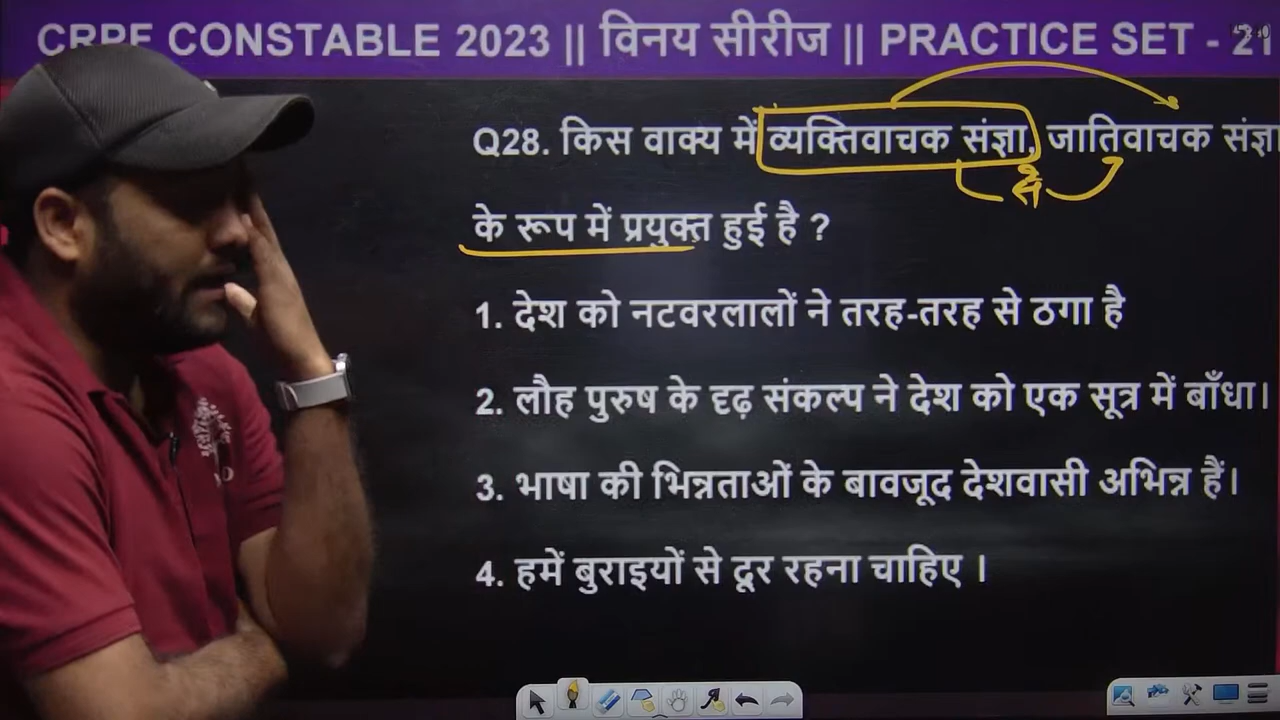 CRPF CONSTABLE 2023 || विनय सीरीज || PRACTICE SET - 21
Q28. किस वाक्य में व्यक्तिवाचक संज्ञा, जातिवाचक संज्ञा
से
के रूप में प्रयुक्त हुई है ?
1. देश को नटवरलालों ने तरह-तरह से ठगा है
2. लौह पुरुष के दृढ़ संकल्प ने देश को एक सूत्र में बाँधा।
3. भाषा की भिन्नताओं के बावजूद देशवासी अभिन्न हैं।
4. हमें बुराइयों से दूर रहना चाहिए ।